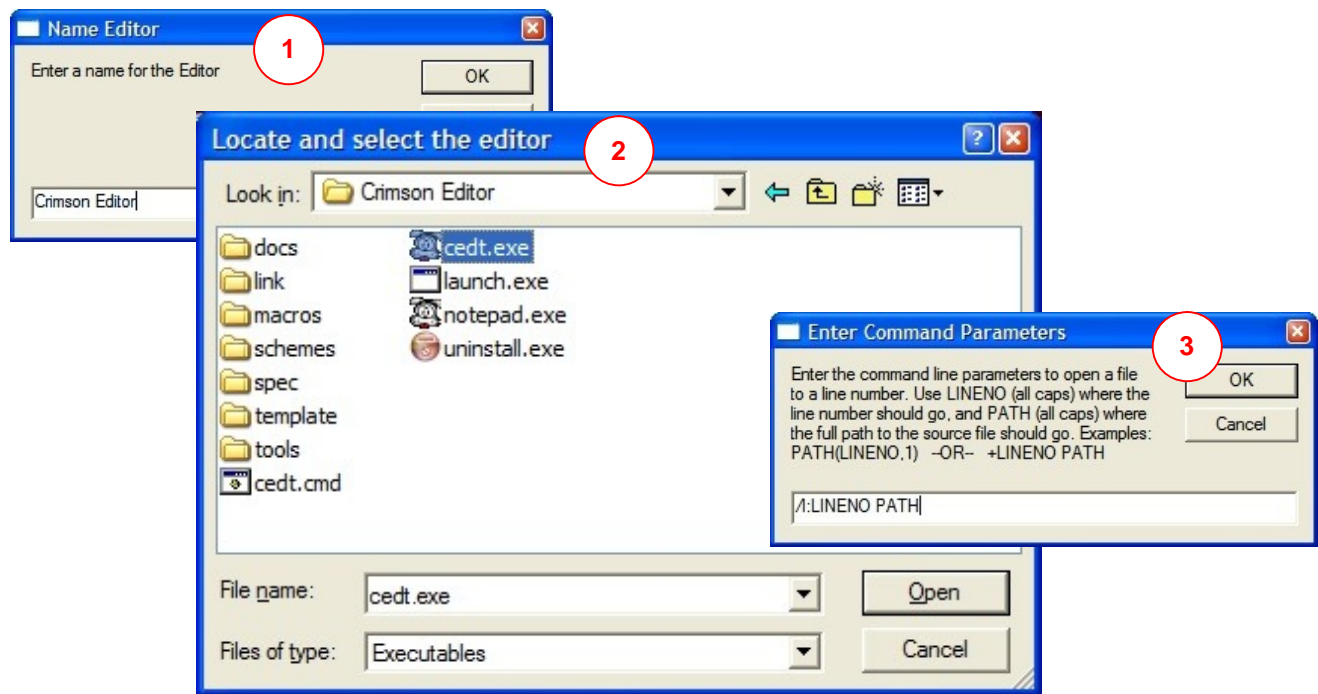 Name Editor
1
Enter a name for the Editor
OK
Crimson Editor
Locate and select the editor
2
Look in:
Crimson Editor
docs
link
macros
schemes
spec
template
tools
cedt.cmd
cedt.exe
launch.exe
notepad.exe
uninstall.exe
File name:
cedt.exe
Open
Files of type:
Executables
Cancel
Enter Command Parameters
3
Enter the command line parameters to open a file
to a line number. Use LINENO (all caps) where the
line number should go, and PATH (all caps) where
the full path to the source file should go. Examples:
PATH(LINENO,1) --OR-- +LINENO PATH
OK
Cancel
/l:LINENO PATH